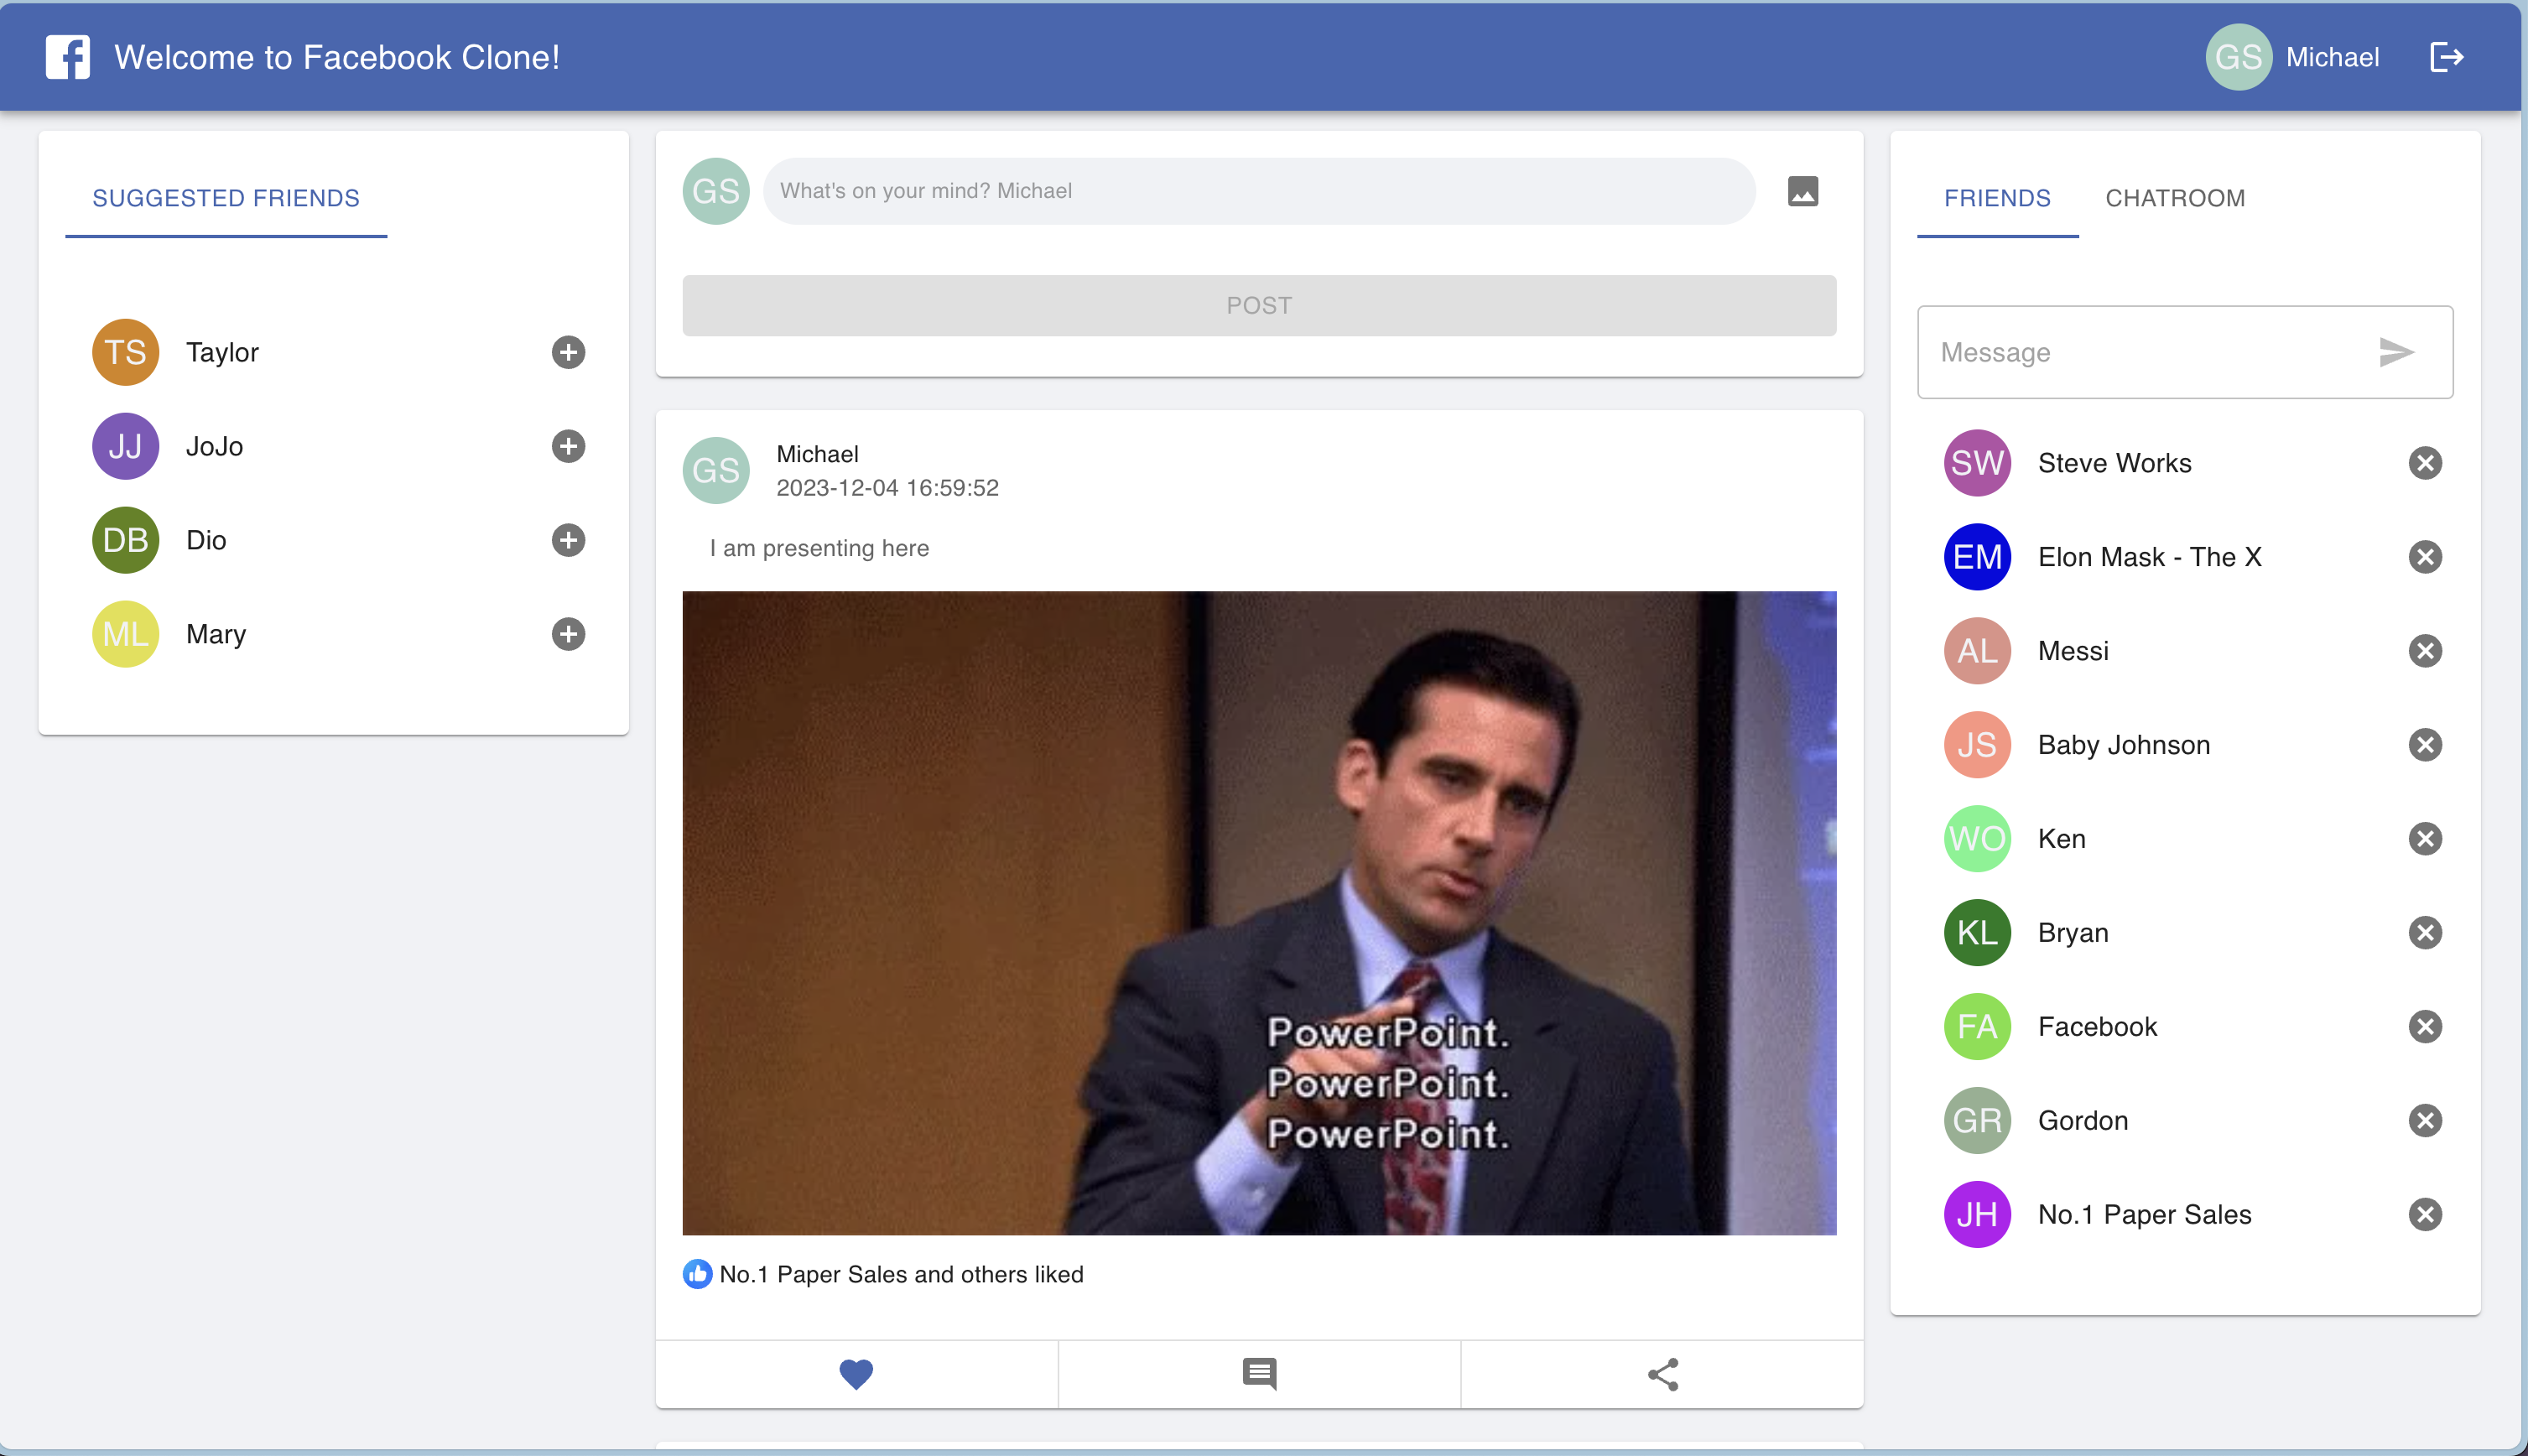 Welcome to Facebook Clone!
GS Michael
SUGGESTED FRIENDS
TS Taylor
JJ JoJo
DB Dio
ML Mary
GS What's on your mind? Michael
POST
GS Michael
2023-12-04 16:59:52
I am presenting here
PowerPoint.
PowerPoint.
PowerPoint.
No.1 Paper Sales and others liked
FRIENDS CHATROOM
Message
SW Steve Works
EM Elon Mask - The X
AL Messi
JS Baby Johnson
WO Ken
KL Bryan
FA Facebook
GR Gordon
JH No.1 Paper Sales